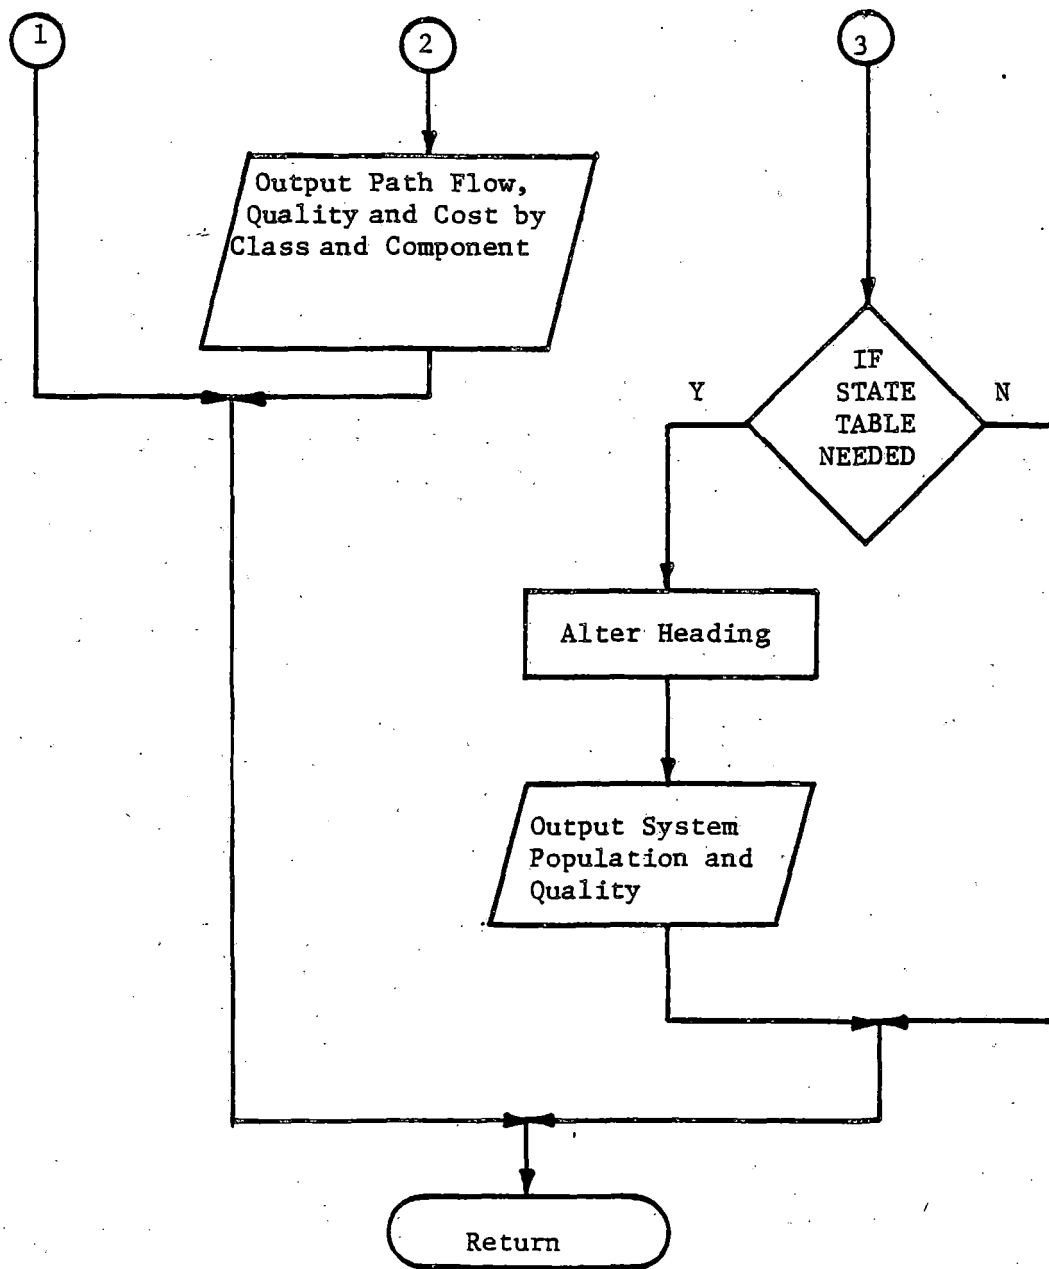 1
2
3
Output Path Flow,
Quality and Cost by
Class and Component
IF
STATE
TABLE
NEEDED
Y
N
Alter Heading
Output System
Population and
Quality
Return